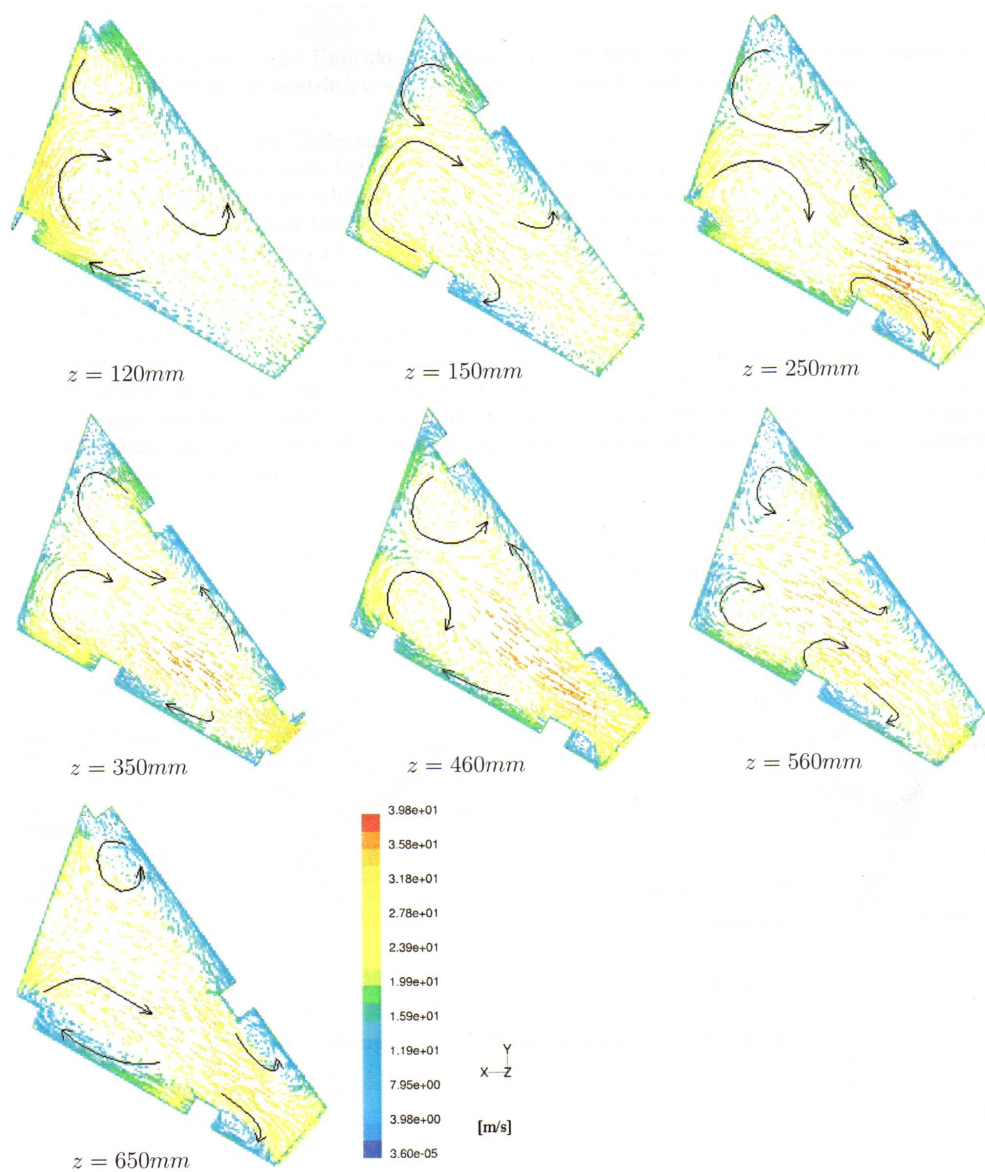 z = 120mm
z = 150mm
z = 250mm
z = 350mm
z = 460mm
z = 560mm
z = 650mm
3.98e+01
3.58e+01
3.18e+01
2.78e+01
2.39e+01
1.99e+01
1.59e+01
1.19e+01
7.95e+00
3.98e+00
3.60e-05
Y
X Z
[m/s]